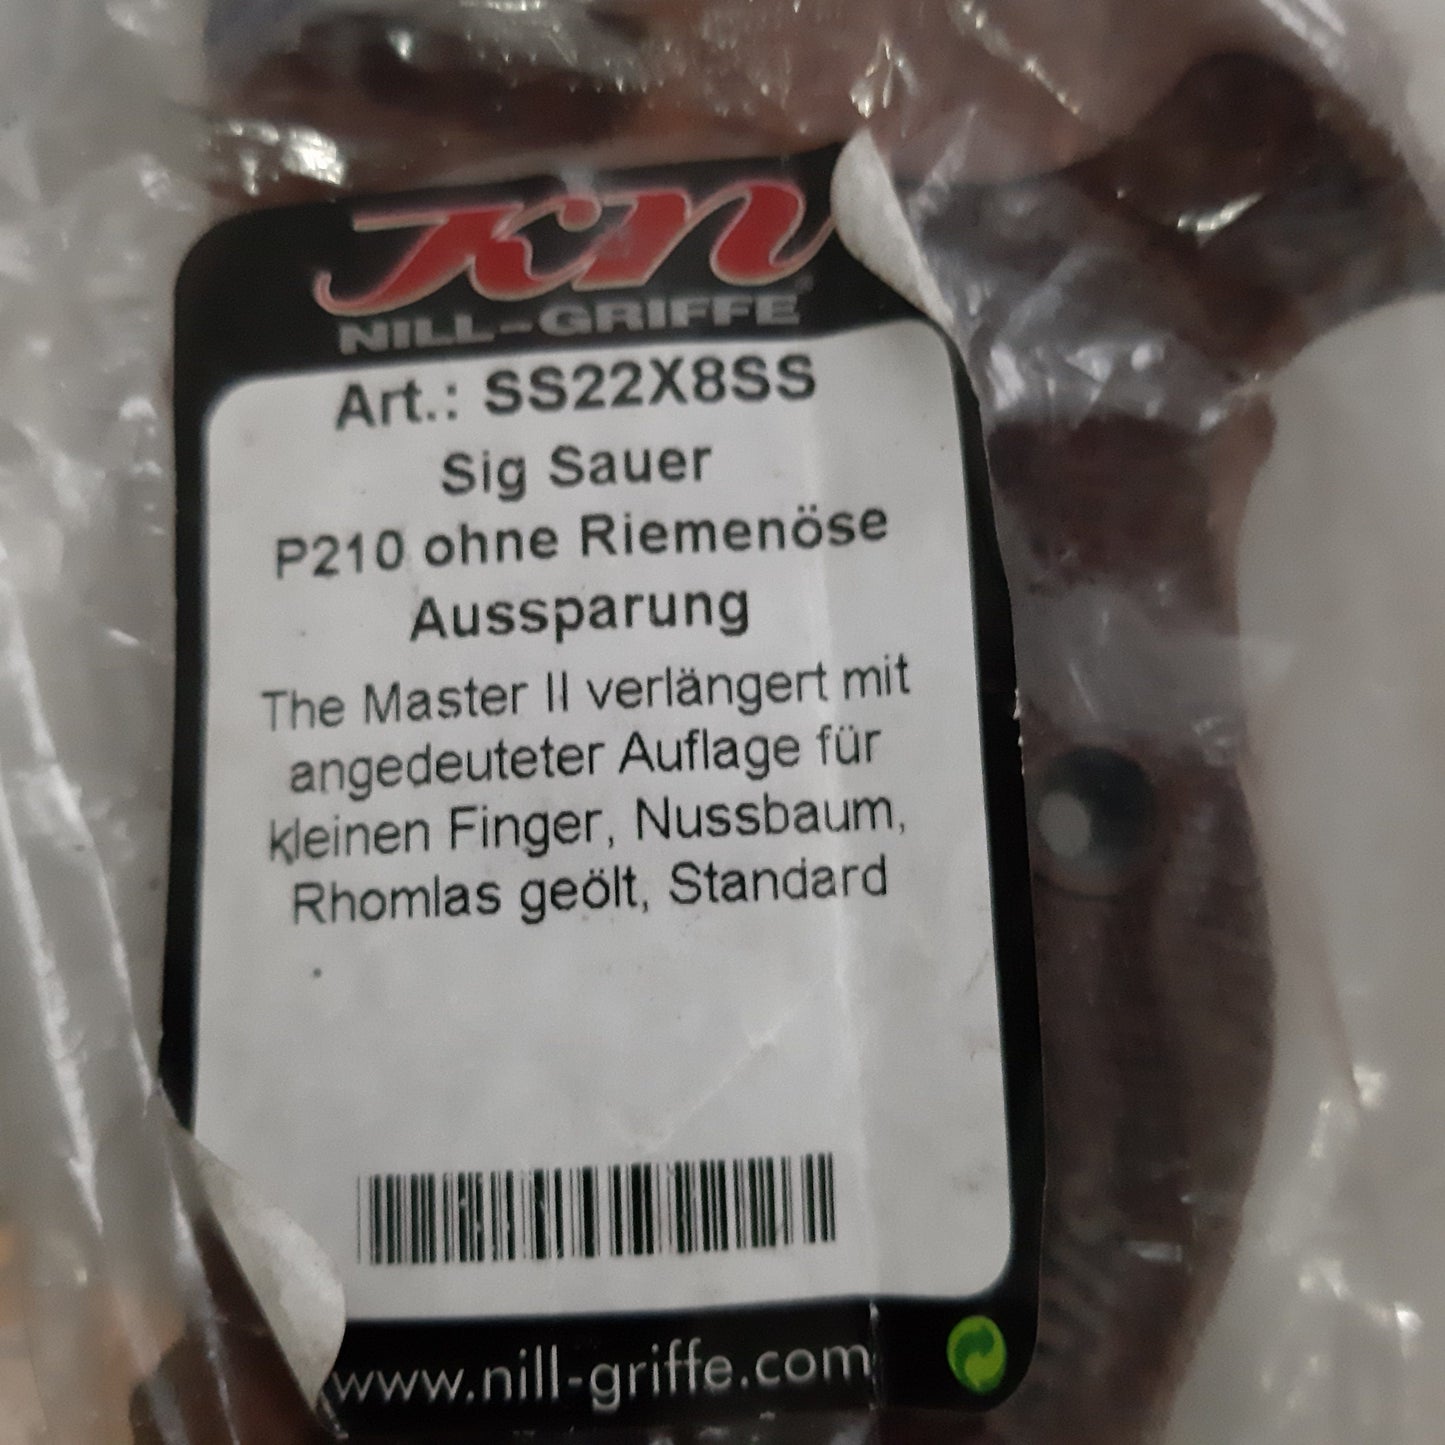 KN
NILL-GRIFFE®
Art.: SS22X8SS
Sig Sauer
P210 ohne Riemenöse
Aussparung
The Master II verlängert mit
angedeuteter Auflage für
kleinen Finger, Nussbaum,
Rhomlas geölt, Standard
www.nill-griffe.com